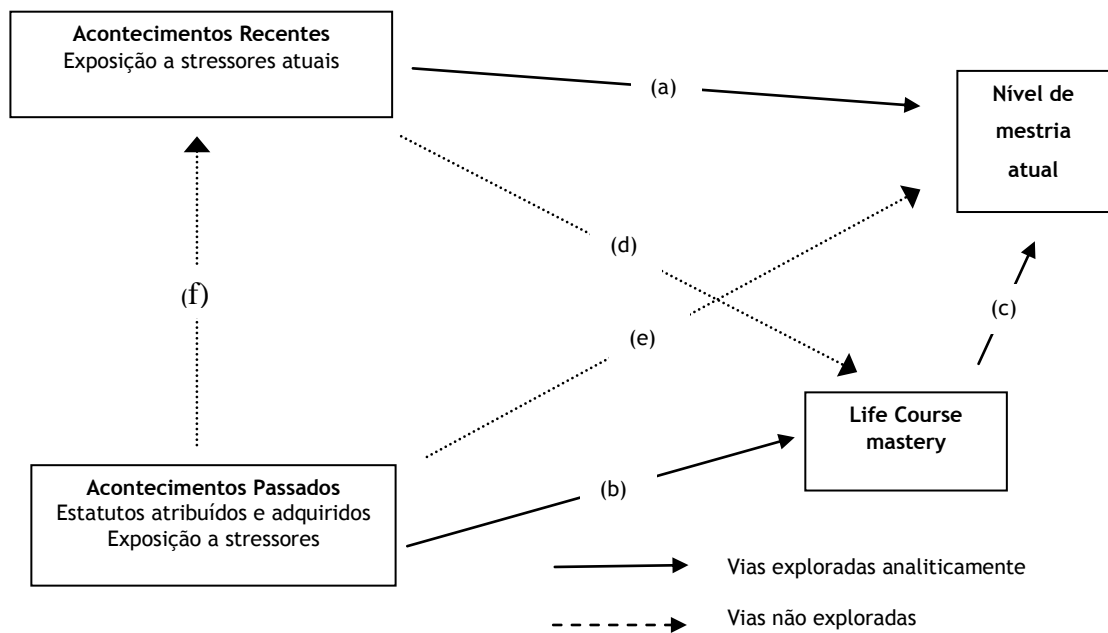 Acontecimentos Recentes
Exposição a stressores atuais
(a)
Nível de
mestria
atual
(d)
(f)
(c)
(e)
Life Course
mastery
Acontecimentos Passados
Estatutos atribuídos e adquiridos
Exposição a stressores
(b)
Vias exploradas analiticamente
Vias não exploradas